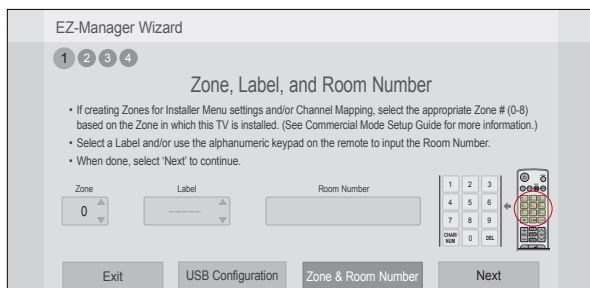 EZ-Manager Wizard
1 2 3 4
Zone, Label, and Room Number
• If creating Zones for Installer Menu settings and/or Channel Mapping, select the appropriate Zone # (0-8)
based on the Zone in which this TV is installed. (See Commercial Mode Setup Guide for more information.)
• Select a Label and/or use the alphanumeric keypad on the remote to input the Room Number.
• When done, select 'Next' to continue.
Zone Label Room Number
0 -----
1 2 3
4 5 6
7 8 9
CHAR/
NUM 0 DEL
Exit USB Configuration Zone & Room Number Next